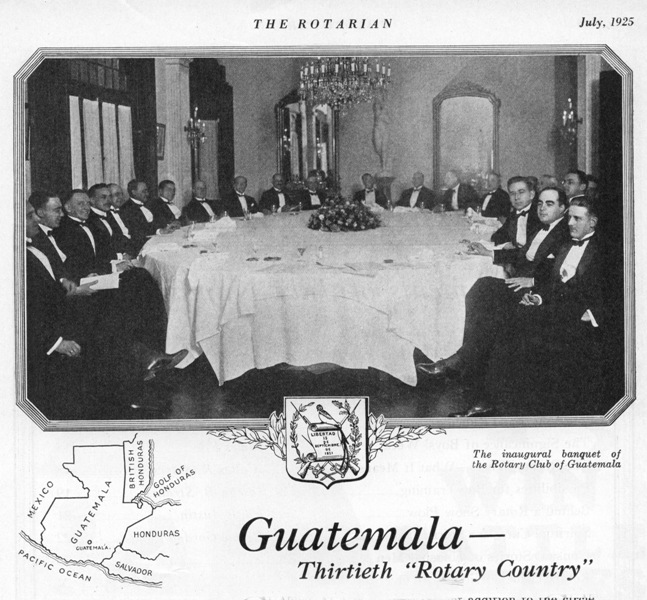 THE ROTARIAN
July, 1925
LIBERTAD
15
DE
SEPTIEMBRE
DE
1821
The inaugural banquet of
the Rotary Club of Guatemala
MEXICO
GUATEMALA
GUATEMALA.
BRITISH
HONDURAS
GOLF OF
HONDURAS
HONDURAS
SALVADOR
PACIFIC OCEAN
Guatemala—
Thirtieth "Rotary Country"